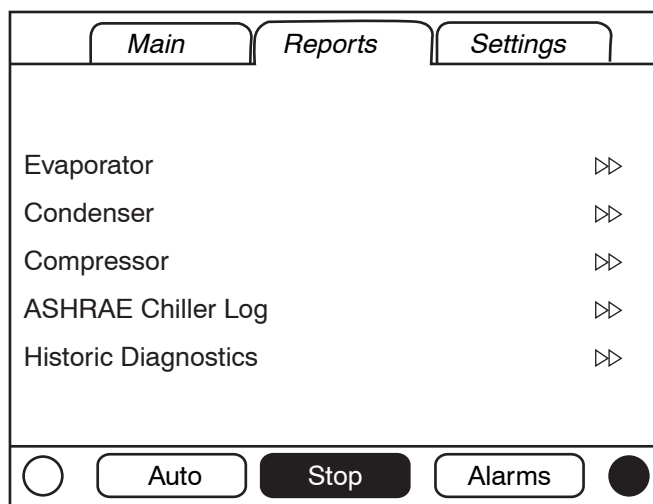 Main Reports Settings
Evaporator
Condenser
Compressor
ASHRAE Chiller Log
Historic Diagnostics
Auto Stop Alarms